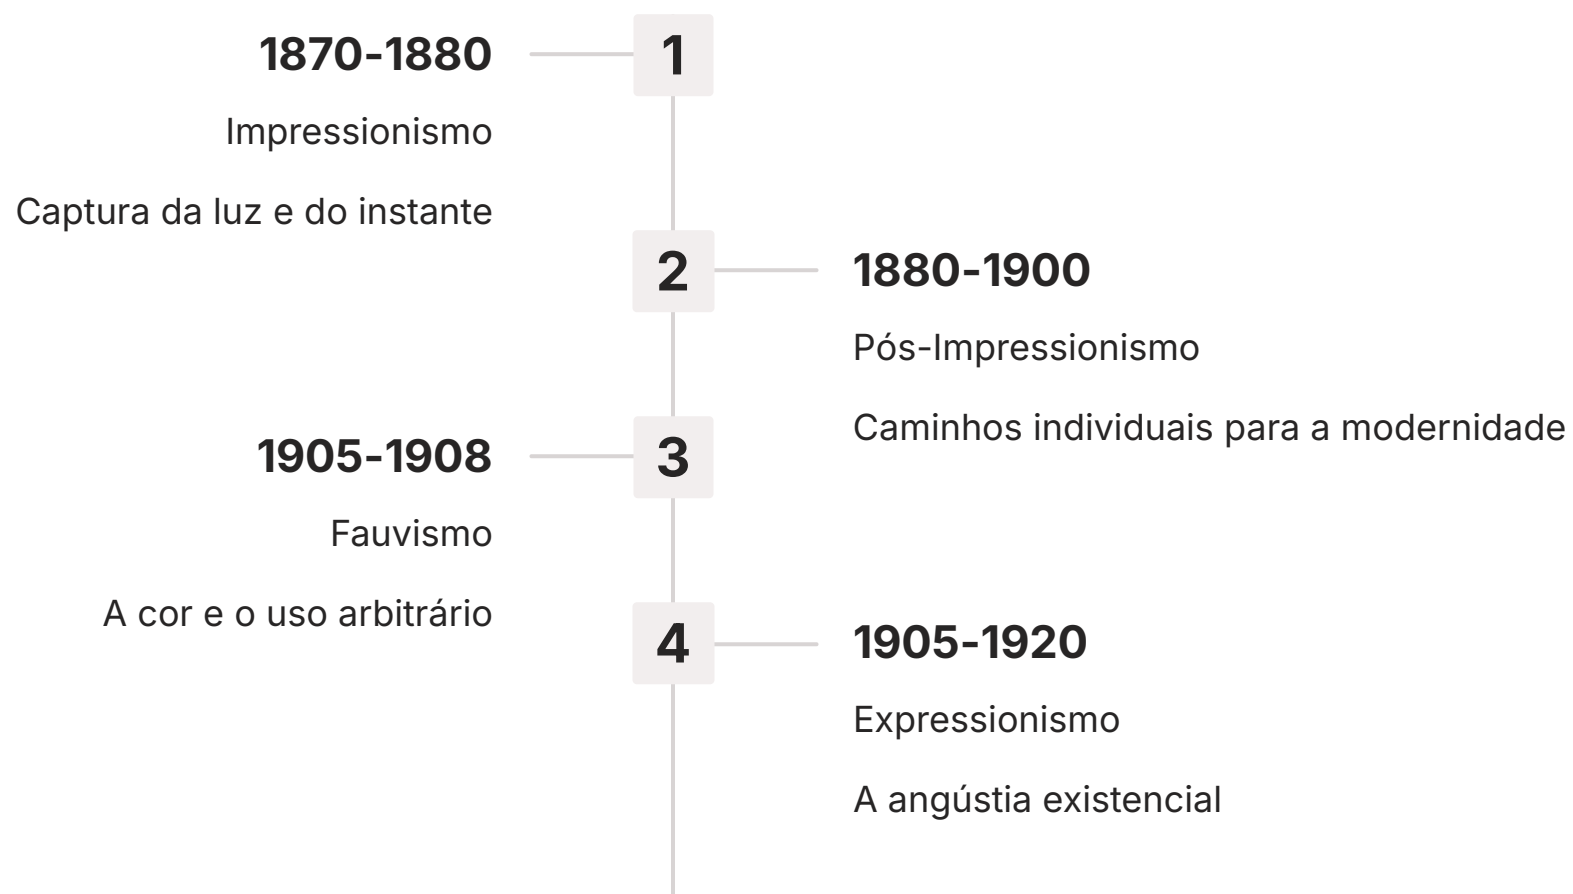 1
1870-1880
Impressionismo
Captura da luz e do instante
2
1880-1900
Pós-Impressionismo
Caminhos individuais para a modernidade
3
1905-1908
Fauvismo
A cor e o uso arbitrário
4
1905-1920
Expressionismo
A angústia existencial